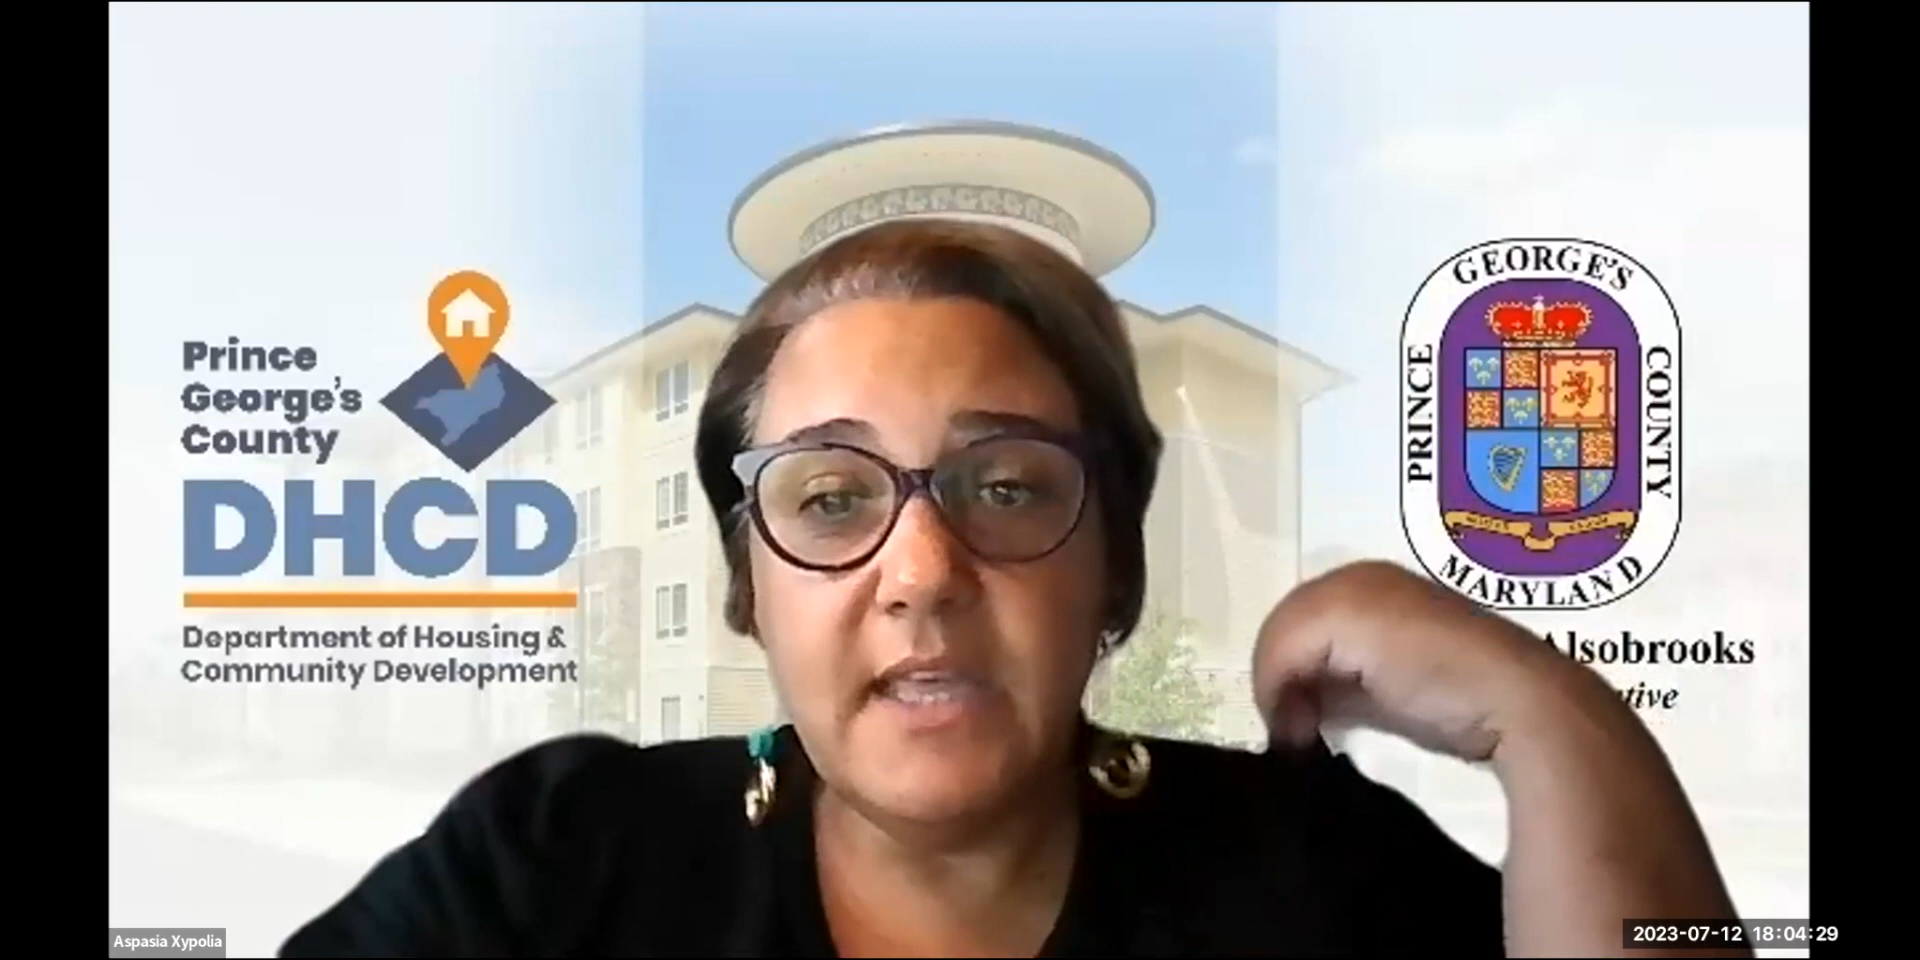 Prince
George's
County
DHCD
Department of Housing &
Community Development
GEORGE'S
PRINCE
COUNTY
MARYLAND
Alsobrooks
Aspasia Xypolia
2023-07-12 18:04:29